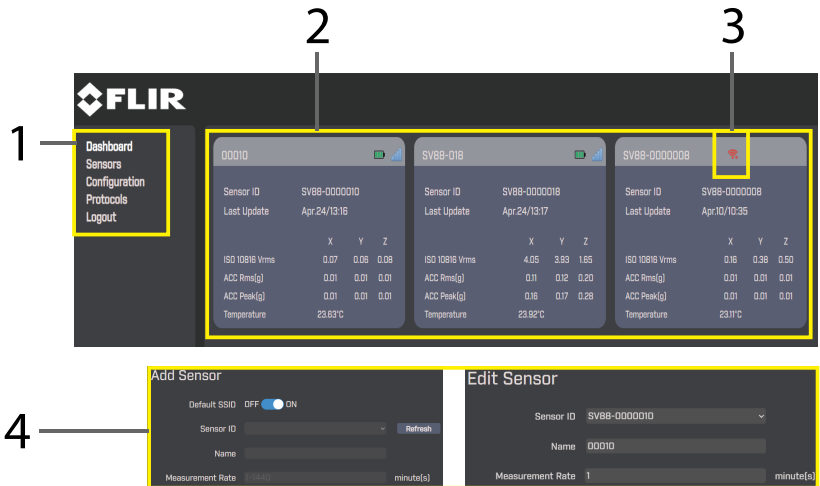 2
3
FLIR
1
Dashboard
Sensors
Configuration
Protocols
Logout
00010
Sensor ID SV88-0000010
Last Update Apr.24/13:16
X Y Z
ISO 10816 Vrms 0.07 0.06 0.08
ACC Rms(g) 0.01 0.01 0.01
ACC Peak(g) 0.01 0.01 0.01
Temperature 23.63°C
SV88-018
Sensor ID SV88-0000018
Last Update Apr.24/13:17
X Y Z
ISO 10816 Vrms 4.05 3.93 1.65
ACC Rms(g) 0.11 0.12 0.20
ACC Peak(g) 0.16 0.17 0.28
Temperature 23.92°C
SV88-0000008
Sensor ID SV88-0000008
Last Update Apr.10/10:35
X Y Z
ISO 10816 Vrms 0.16 0.38 0.50
ACC Rms(g) 0.01 0.01 0.01
ACC Peak(g) 0.01 0.01 0.01
Temperature 23.11°C
4
Add Sensor
Default SSID OFF ON
Sensor ID Refresh
Name
Measurement Rate 1-1440 minute(s)
Edit Sensor
Sensor ID SV88-0000010
Name 00010
Measurement Rate 1 minute(s)